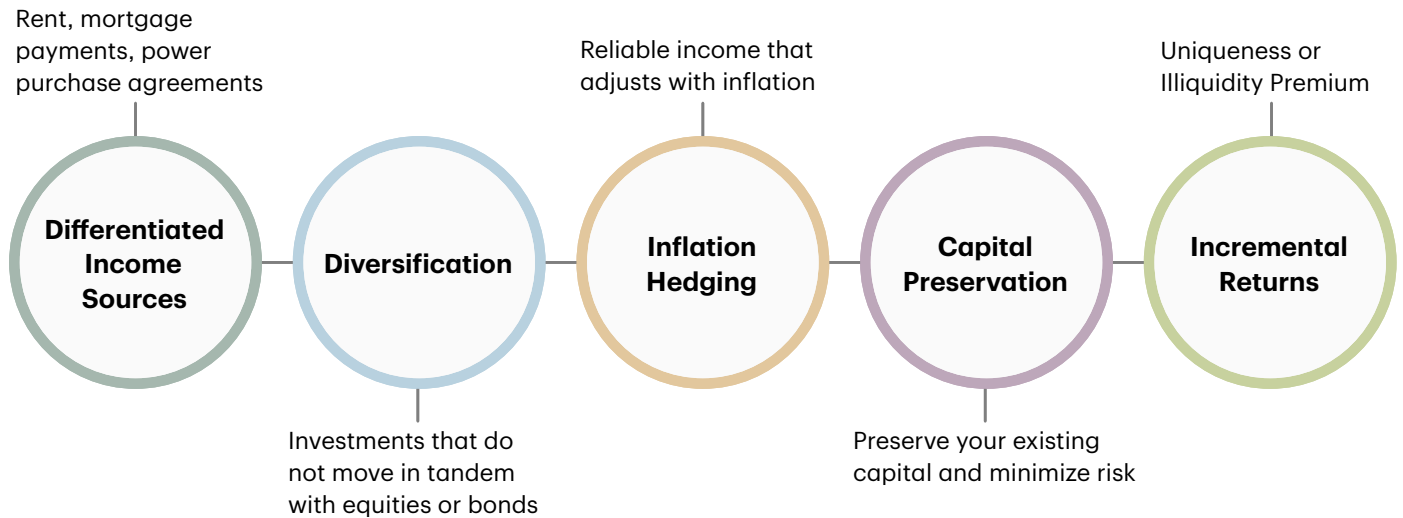 Rent, mortgage
payments, power
purchase agreements
Differentiated
Income
Sources
Diversification
Investments that do
not move in tandem
with equities or bonds
Reliable income that
adjusts with inflation
Inflation
Hedging
Capital
Preservation
Preserve your existing
capital and minimize risk
Uniqueness or
Illiquidity Premium
Incremental
Returns